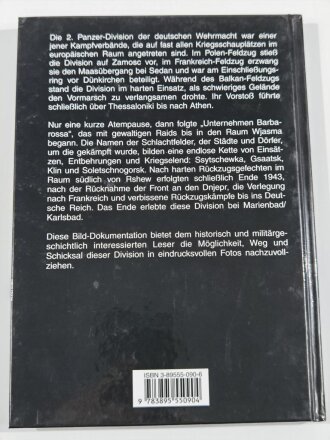 Die 2. Panzer-Division der deutschen Wehrmacht war einer
jener Kampfverbände, die auf fast allen Kriegsschauplätzen im
europäischen Raum angetreten sind. Im Polen-Feldzug stieß
die Division auf Zamosc vor, im Frankreich-Feldzug erzwang
sie den Maasübergang bei Sedan und war am Einschließungs-
ring vor Dünkirchen beteiligt. Während des Balkan-Feldzugs
stand die Division im harten Einsatz, als schwieriges Gelände
den Vormarsch zu verlangsamen drohte. Ihr Vorstoß führte
schließlich über Thessaloniki bis nach Athen.
Nur eine kurze Atempause, dann folgte „Unternehmen Barba-
rossa", das mit gewaltigen Raids bis in den Raum Wjasma
begann. Die Namen der Schlachtfelder, der Städte und Dörfer,
um die gekämpft wurde, bilden eine endlose Kette von Einsät-
zen, Entbehrungen und Kriegselend: Ssytschewka, Gsaatsk,
Klin und Soletschnogorsk. Nach harten Rückzugsgefechten im
Raum südlich von Rshew erfolgten schließlich Ende 1943,
nach der Rücknahme der Front an den Dnjepr, die Verlegung
nach Frankreich und verbissene Rückzugskämpfe bis ins
Deutsche Reich. Das Ende erlebte diese Division bei Marienbad/
Karlsbad.
Diese Bild-Dokumentation bietet dem historisch und militärge-
schichtlich interessierten Leser die Möglichkeit, Weg und
Schicksal dieser Division in eindrucksvollen Fotos nachzuvoll-
ziehen.
ISBN 3-89555-090-6
9 783895 550904